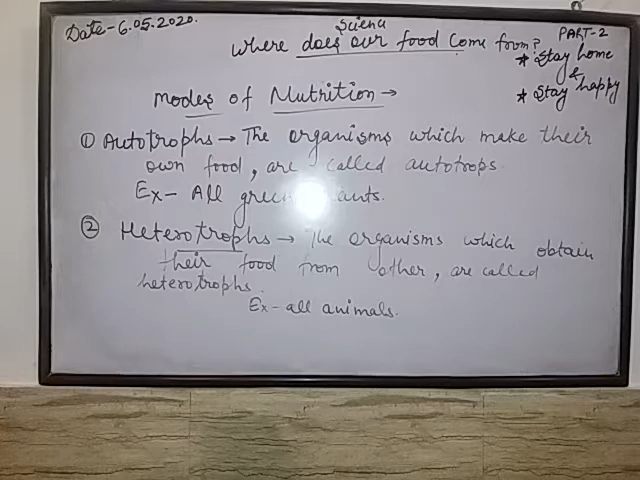 Date-6.05.2020.
Science
PART-2
Where does our food come from?
* Stay home
&
* Stay happy
Modes of Nutrition →
① Autotrophs → The organisms which make their
own food, are called autotrops.
Ex- All green plants.
② Heterotrophs → The organisms which obtain
their food from other, are called
heterotrophs.
Ex- all animals.